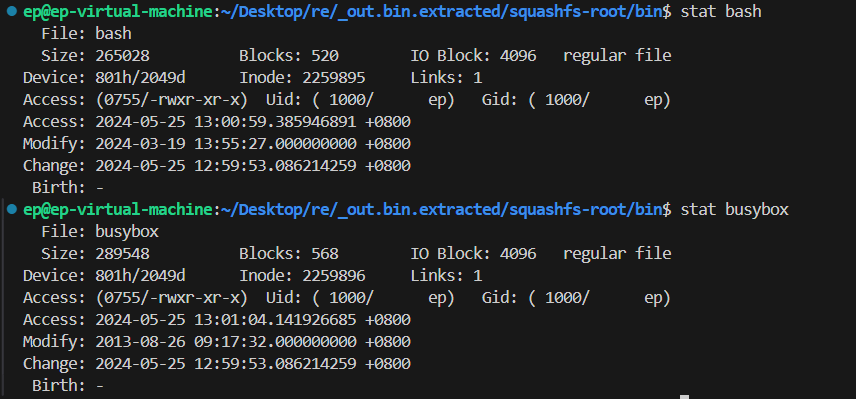 ep@ep-virtual-machine:~/Desktop/re/_out.bin.extracted/squashfs-root/bin$ stat bash
  File: bash
  Size: 265028          Blocks: 520        IO Block: 4096   regular file
Device: 801h/2049d      Inode: 2259895     Links: 1
Access: (0755/-rwxr-xr-x)  Uid: ( 1000/      ep)   Gid: ( 1000/      ep)
Access: 2024-05-25 13:00:59.385946891 +0800
Modify: 2024-03-19 13:55:27.000000000 +0800
Change: 2024-05-25 12:59:53.086214259 +0800
 Birth: -
ep@ep-virtual-machine:~/Desktop/re/_out.bin.extracted/squashfs-root/bin$ stat busybox
  File: busybox
  Size: 289548          Blocks: 568        IO Block: 4096   regular file
Device: 801h/2049d      Inode: 2259896     Links: 1
Access: (0755/-rwxr-xr-x)  Uid: ( 1000/      ep)   Gid: ( 1000/      ep)
Access: 2024-05-25 13:01:04.141926685 +0800
Modify: 2013-08-26 09:17:32.000000000 +0800
Change: 2024-05-25 12:59:53.086214259 +0800
 Birth: -